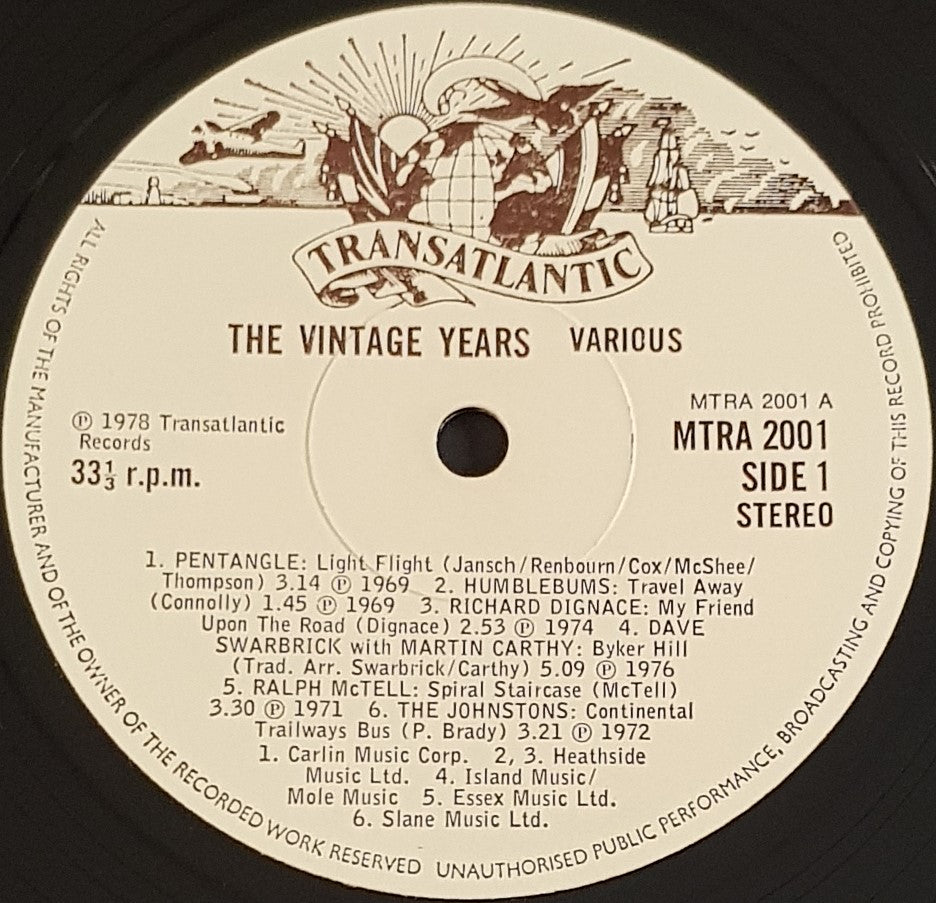 TRANSATLANTIC
THE VINTAGE YEARS VARIOUS
℗ 1978 Transatlantic
Records
33⅓ r.p.m.
MTRA 2001 A
MTRA 2001
SIDE 1
STEREO
1. PENTANGLE: Light Flight (Jansch/Renbourn/Cox/McShee/
Thompson) 3.14 ℗ 1969 2. HUMBLEBUMS: Travel Away
(Connolly) 1.45 ℗ 1969 3. RICHARD DIGNACE: My Friend
Upon The Road (Dignace) 2.53 ℗ 1974 4. DAVE
SWARBRICK with MARTIN CARTHY: Byker Hill
(Trad. Arr. Swarbrick/Carthy) 5.09 ℗ 1976
5. RALPH McTELL: Spiral Staircase (McTell)
3.30 ℗ 1971 6. THE JOHNSTONS: Continental
Trailways Bus (P. Brady) 3.21 ℗ 1972
1. Carlin Music Corp. 2, 3. Heathside
Music Ltd. 4. Island Music/
Mole Music 5. Essex Music Ltd.
6. Slane Music Ltd.
ALL RIGHTS OF THE MANUFACTURER AND OF THE OWNER OF THE RECORDED WORK RESERVED UNAUTHORISED PUBLIC PERFORMANCE, BROADCASTING AND COPYING OF THIS RECORD PROHIBITED